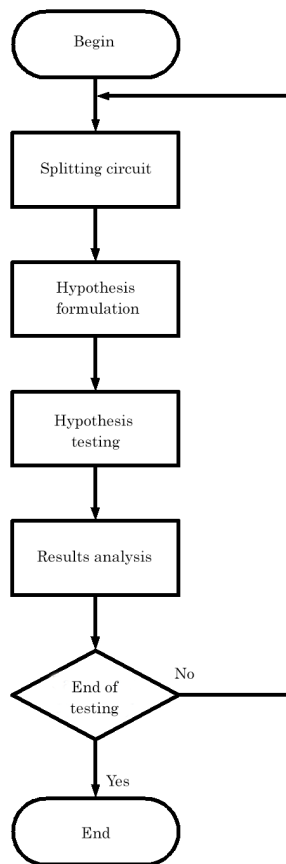 Begin
Splitting circuit
Hypothesis
formulation
Hypothesis
testing
Results analysis
End of
testing
No
Yes
End